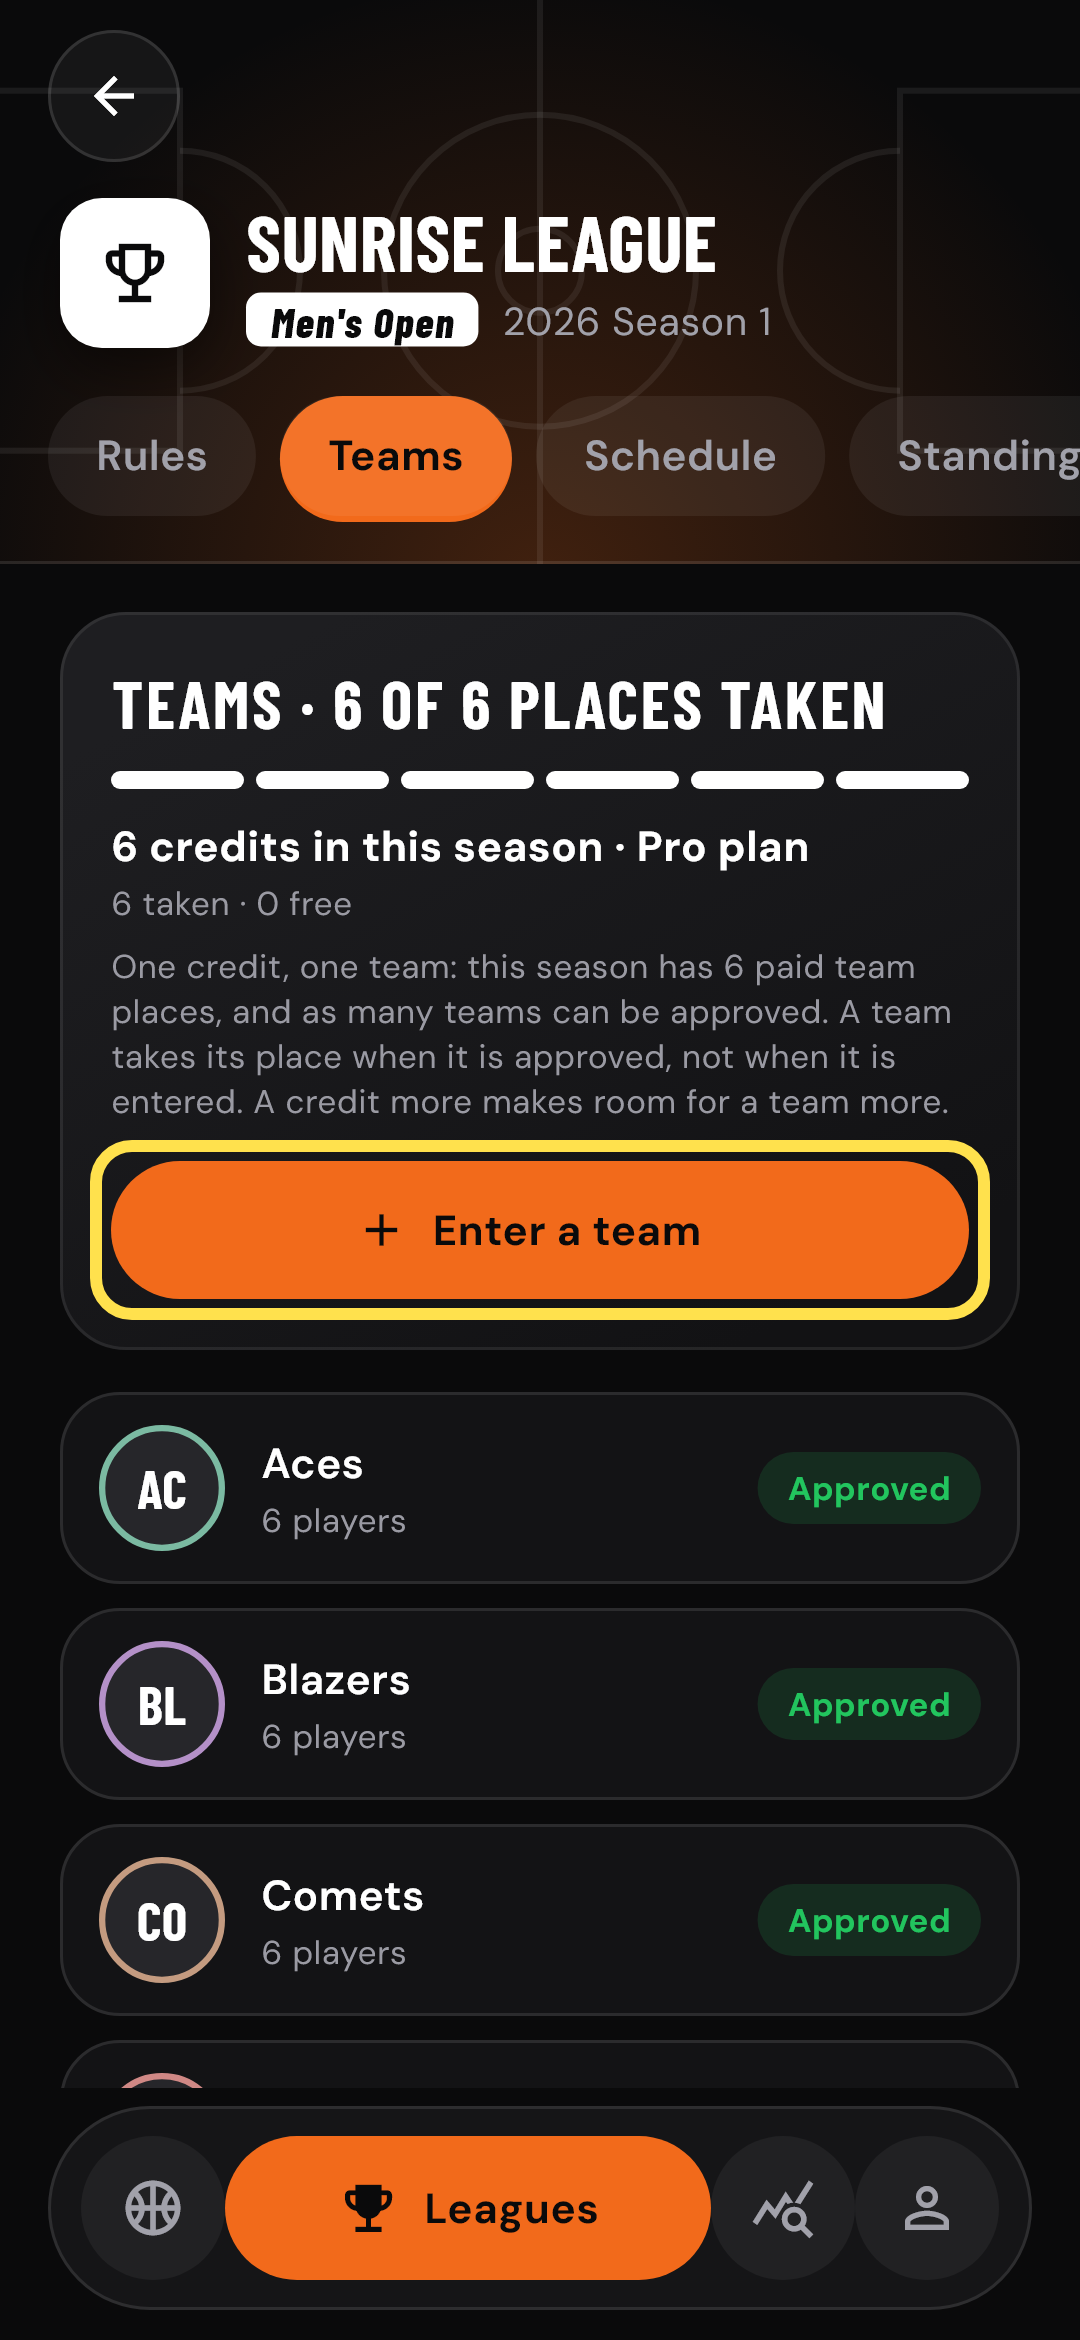 SUNRISE LEAGUE
Men's Open 2026 Season 1
Rules Teams Schedule Standing
TEAMS · 6 OF 6 PLACES TAKEN
6 credits in this season · Pro plan
6 taken · 0 free
One credit, one team: this season has 6 paid team
places, and as many teams can be approved. A team
takes its place when it is approved, not when it is
entered. A credit more makes room for a team more.
+ Enter a team
AC Aces Approved
6 players
BL Blazers Approved
6 players
CO Comets Approved
6 players
Leagues